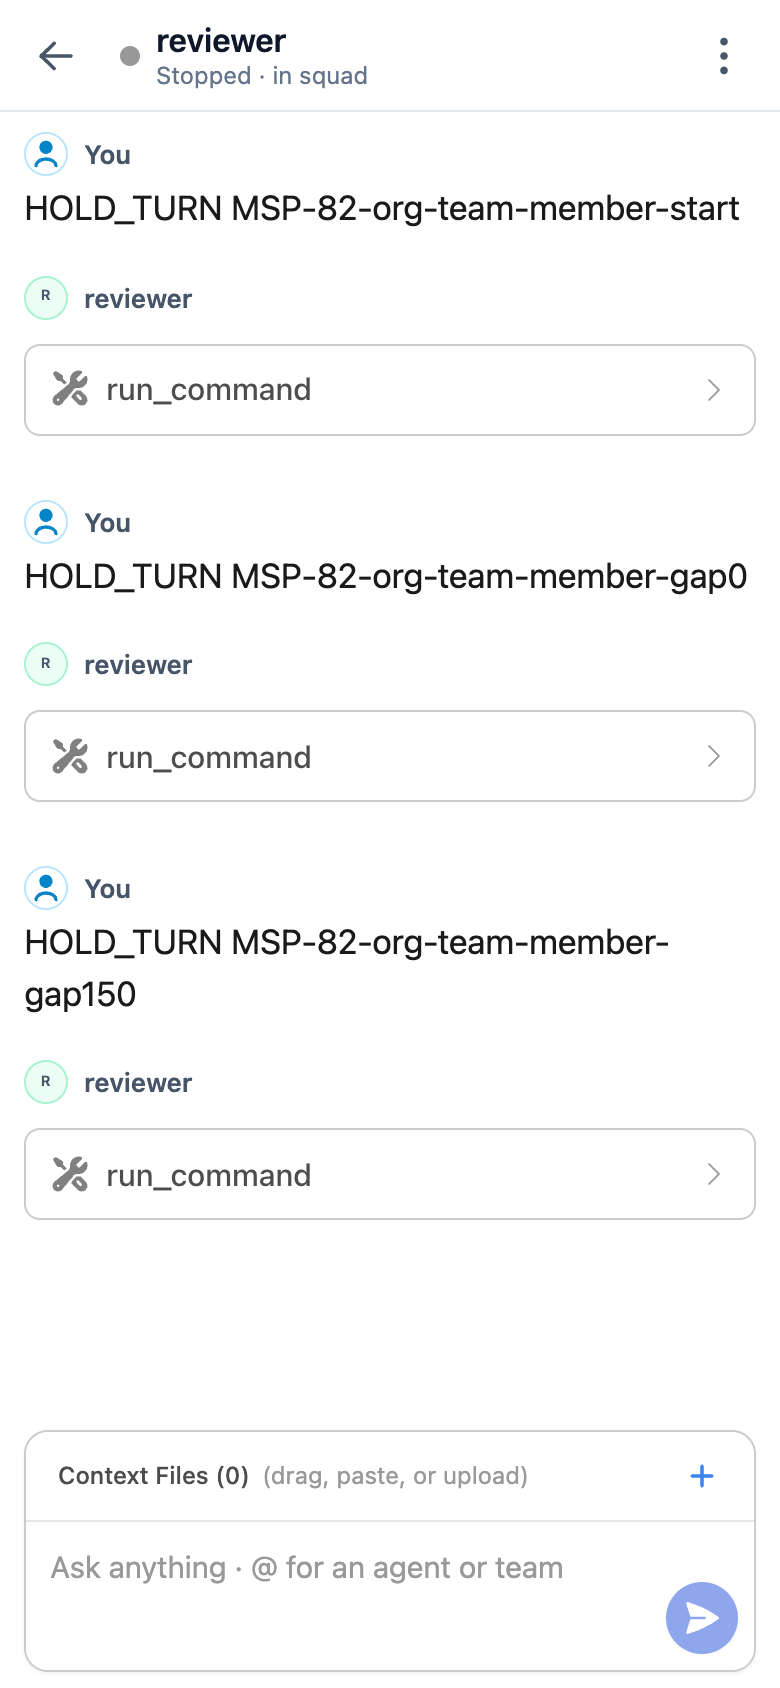 reviewer
Stopped · in squad
You
HOLD_TURN MSP-82-org-team-member-start
R
reviewer
run_command
You
HOLD_TURN MSP-82-org-team-member-gap0
R
reviewer
run_command
You
HOLD_TURN MSP-82-org-team-member-
gap150
R
reviewer
run_command
Context Files (0) (drag, paste, or upload)
Ask anything · @ for an agent or team